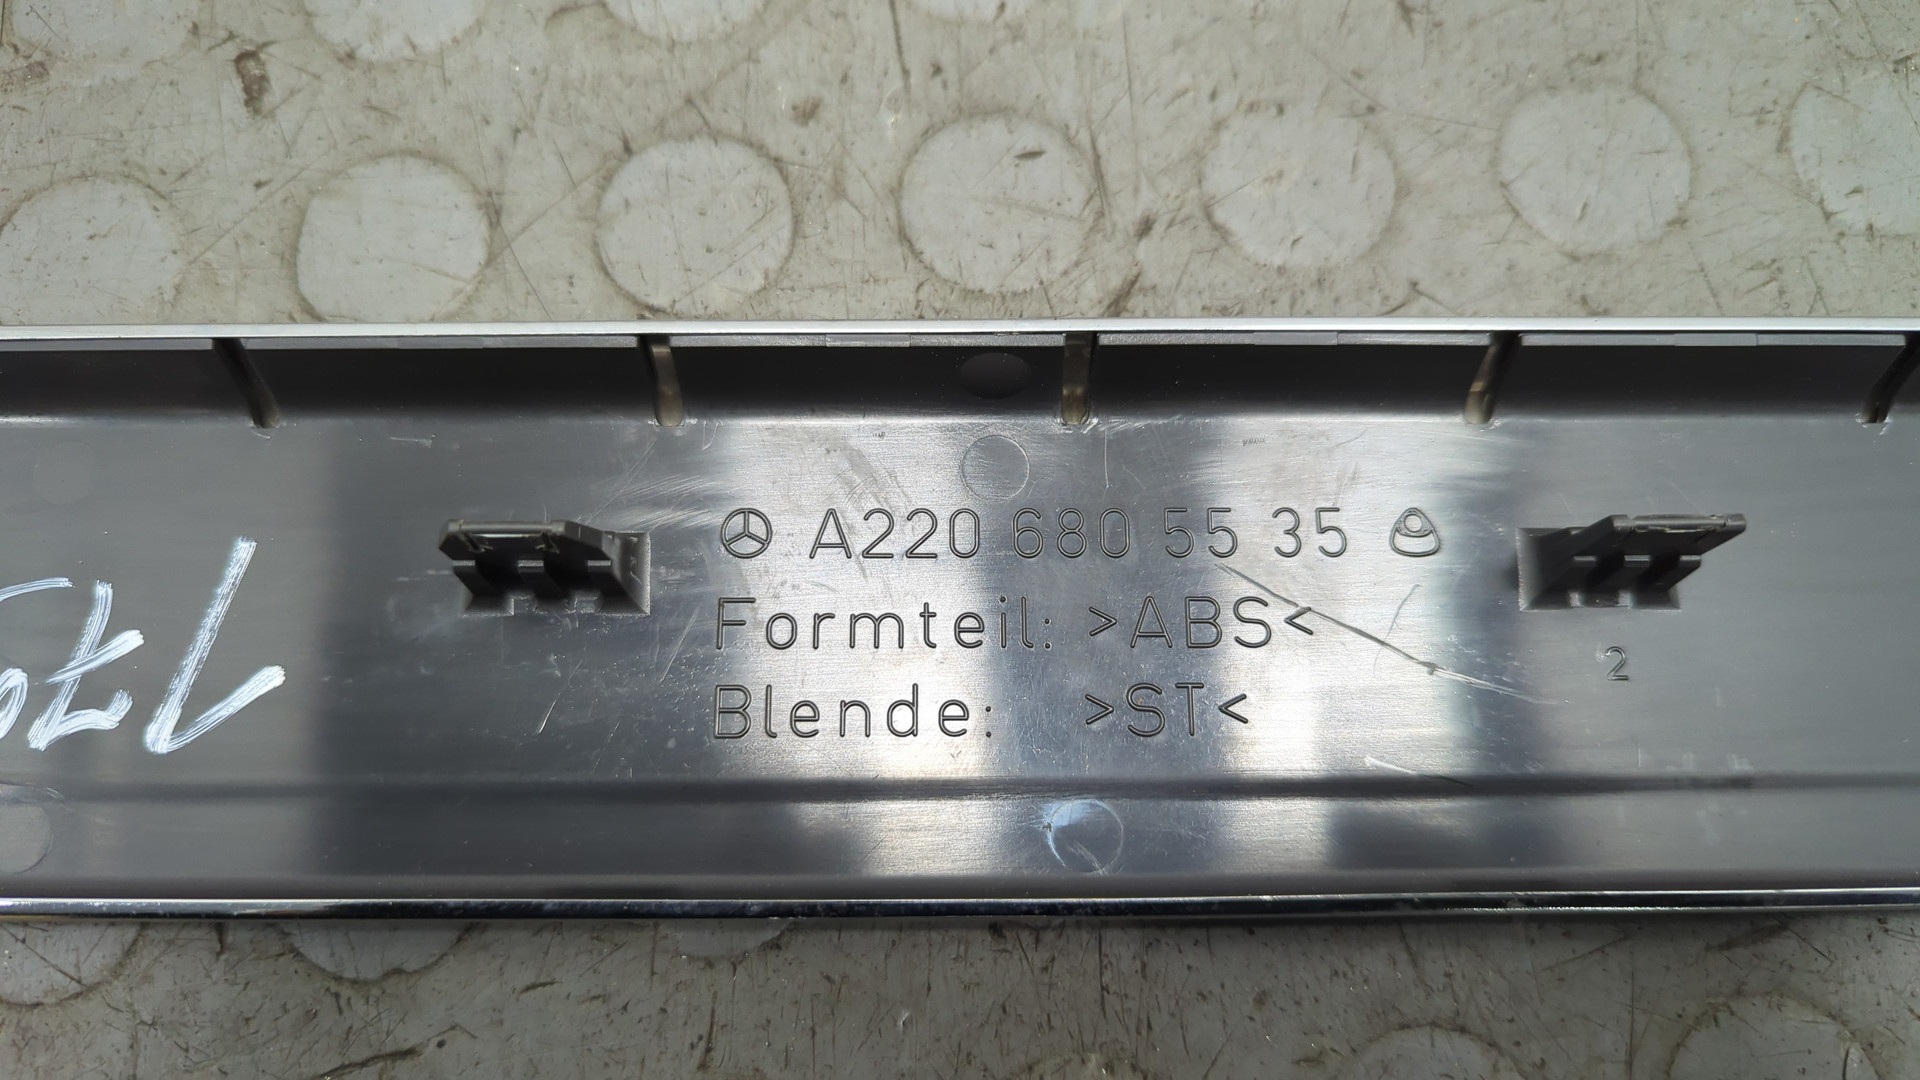 A220 680 55 35
Formteil: >ABS<
Blende: >ST<
2